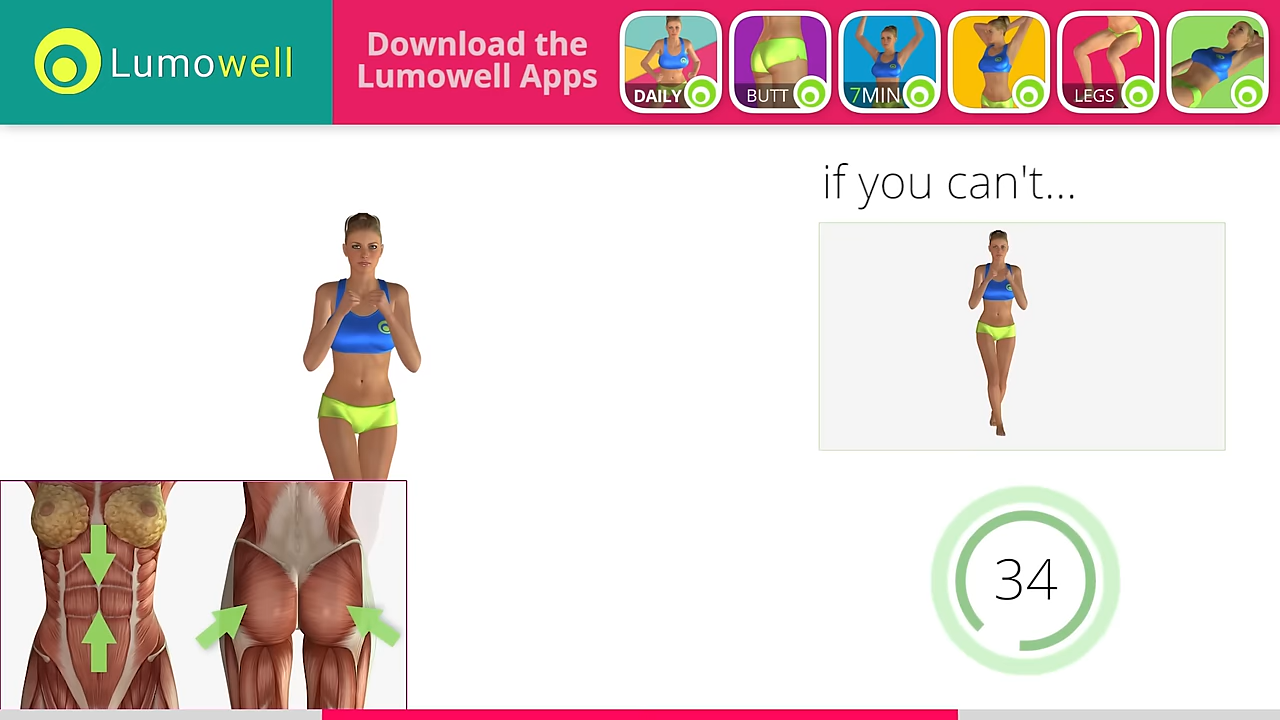 Lumowell
Download the
Lumowell Apps
DAILY
BUTT
7MIN
LEGS
if you can't...
34